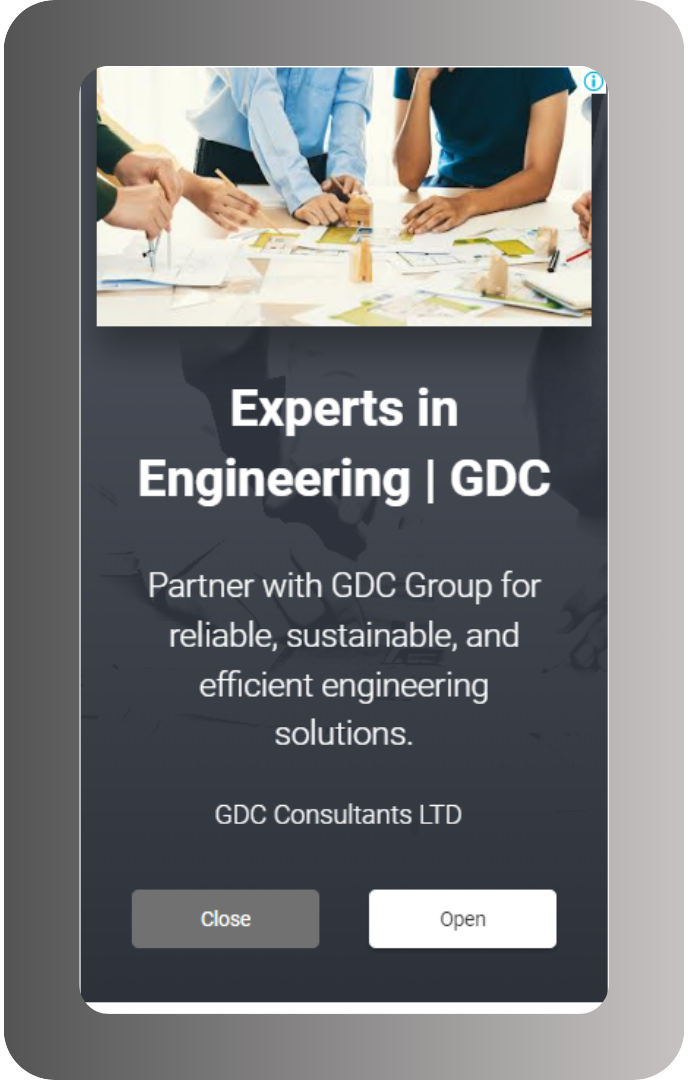 Experts in
Engineering | GDC
Partner with GDC Group for
reliable, sustainable, and
efficient engineering
solutions.
GDC Consultants LTD
Close
Open